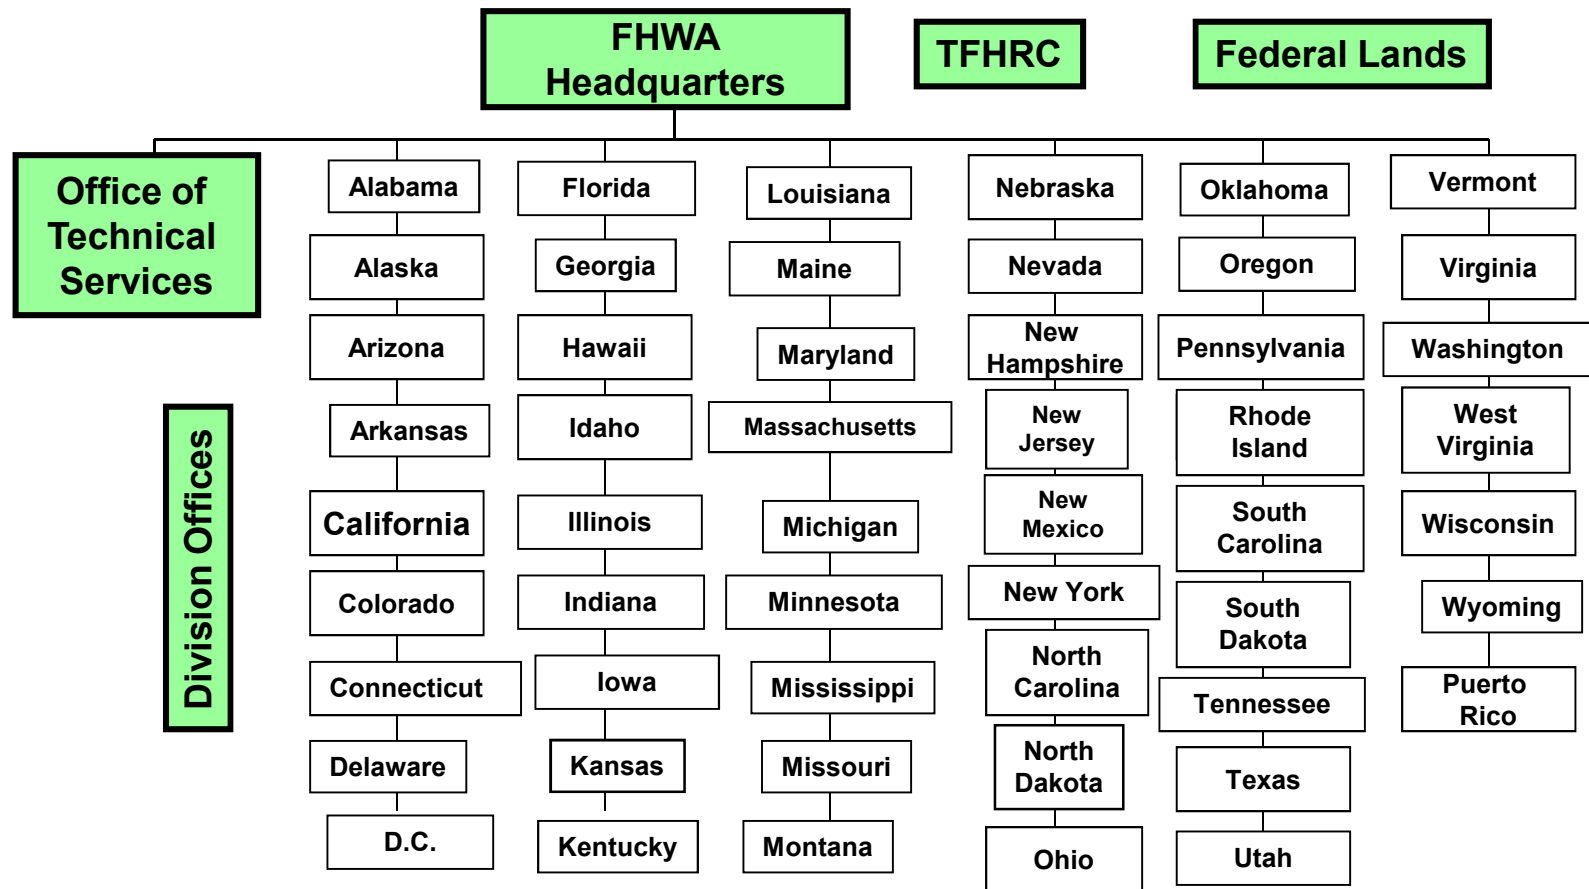 FHWA
Headquarters
TFHRC
Federal Lands
Office of
Technical
Services
Division Offices
Alabama
Alaska
Arizona
Arkansas
California
Colorado
Connecticut
Delaware
D.C.
Florida
Georgia
Hawaii
Idaho
Illinois
Indiana
Iowa
Kansas
Kentucky
Louisiana
Maine
Maryland
Massachusetts
Michigan
Minnesota
Mississippi
Missouri
Montana
Nebraska
Nevada
New
Hampshire
New
Jersey
New
Mexico
New York
North
Carolina
North
Dakota
Ohio
Oklahoma
Oregon
Pennsylvania
Rhode
Island
South
Carolina
South
Dakota
Tennessee
Texas
Utah
Vermont
Virginia
Washington
West
Virginia
Wisconsin
Wyoming
Puerto
Rico